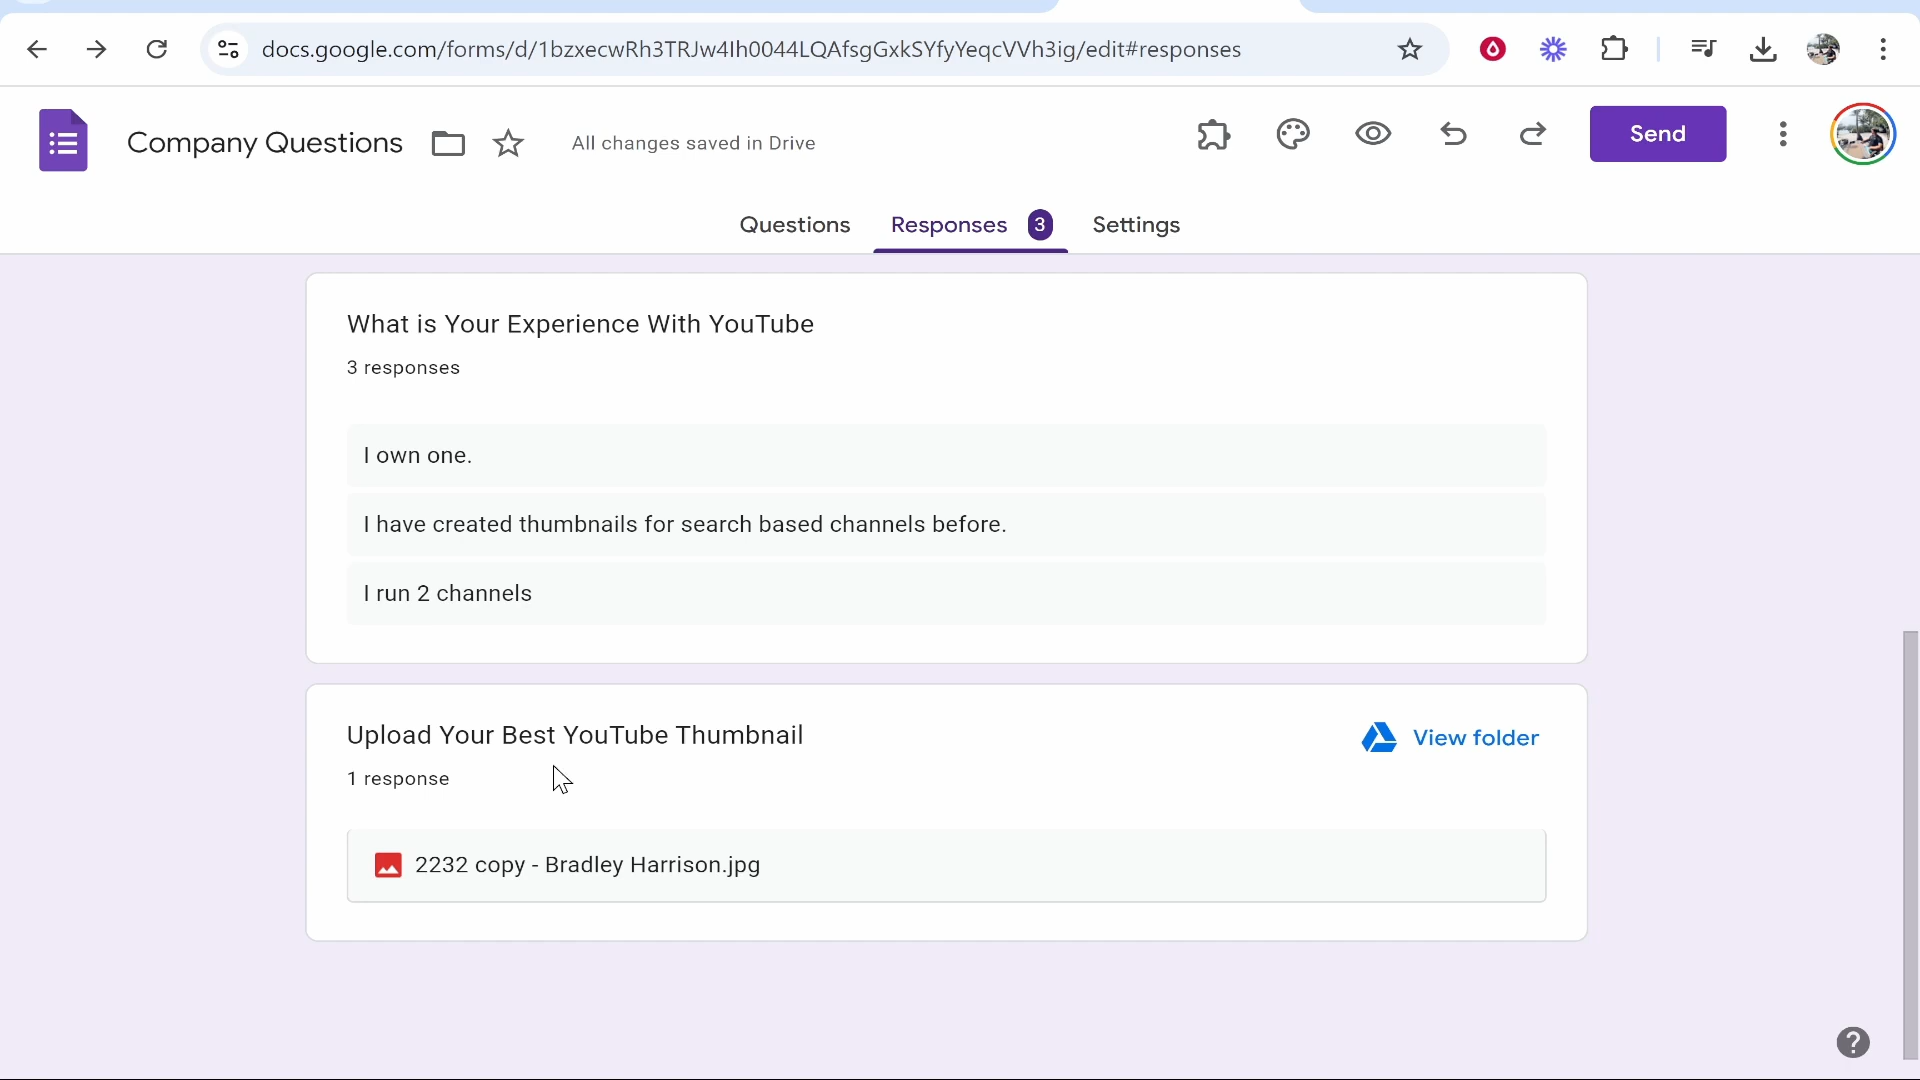 docs.google.com/forms/d/1bzxecwRh3TRJw4Ih0044LQAfsgGxkSYfyYeqcVVh3ig/edit#responses
Company Questions
All changes saved in Drive
Send
Questions
Responses 3
Settings
What is Your Experience With YouTube
3 responses
I own one.
I have created thumbnails for search based channels before.
I run 2 channels
Upload Your Best YouTube Thumbnail
View folder
1 response
2232 copy - Bradley Harrison.jpg
?